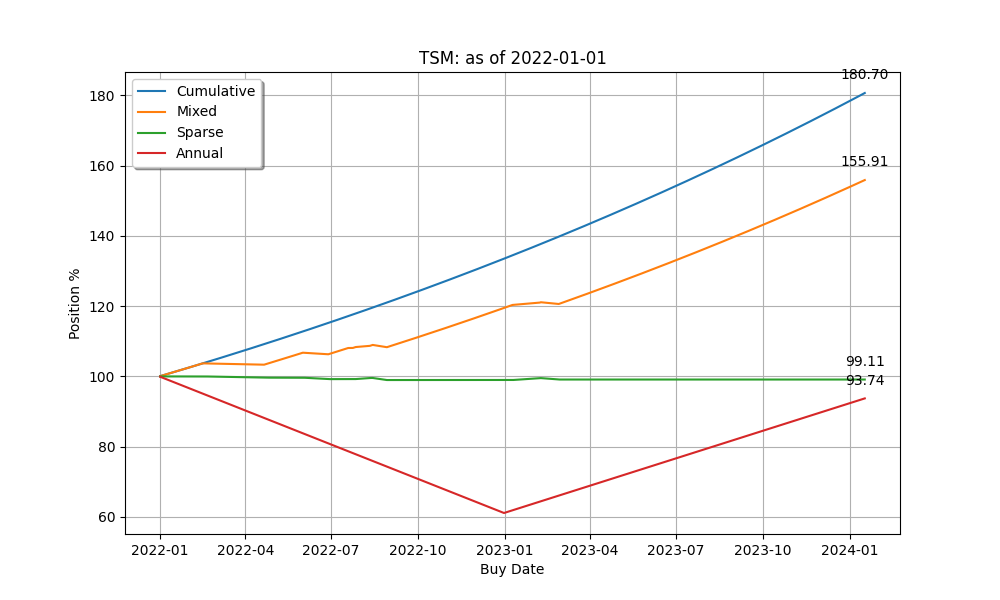 TSM: as of 2022-01-01
180.70
180
Cumulative
Mixed
Sparse
Annual
160
155.91
140
120
100
99.11
93.74
80
60
Position %
2022-01 2022-04 2022-07 2022-10 2023-01 2023-04 2023-07 2023-10 2024-01
Buy Date